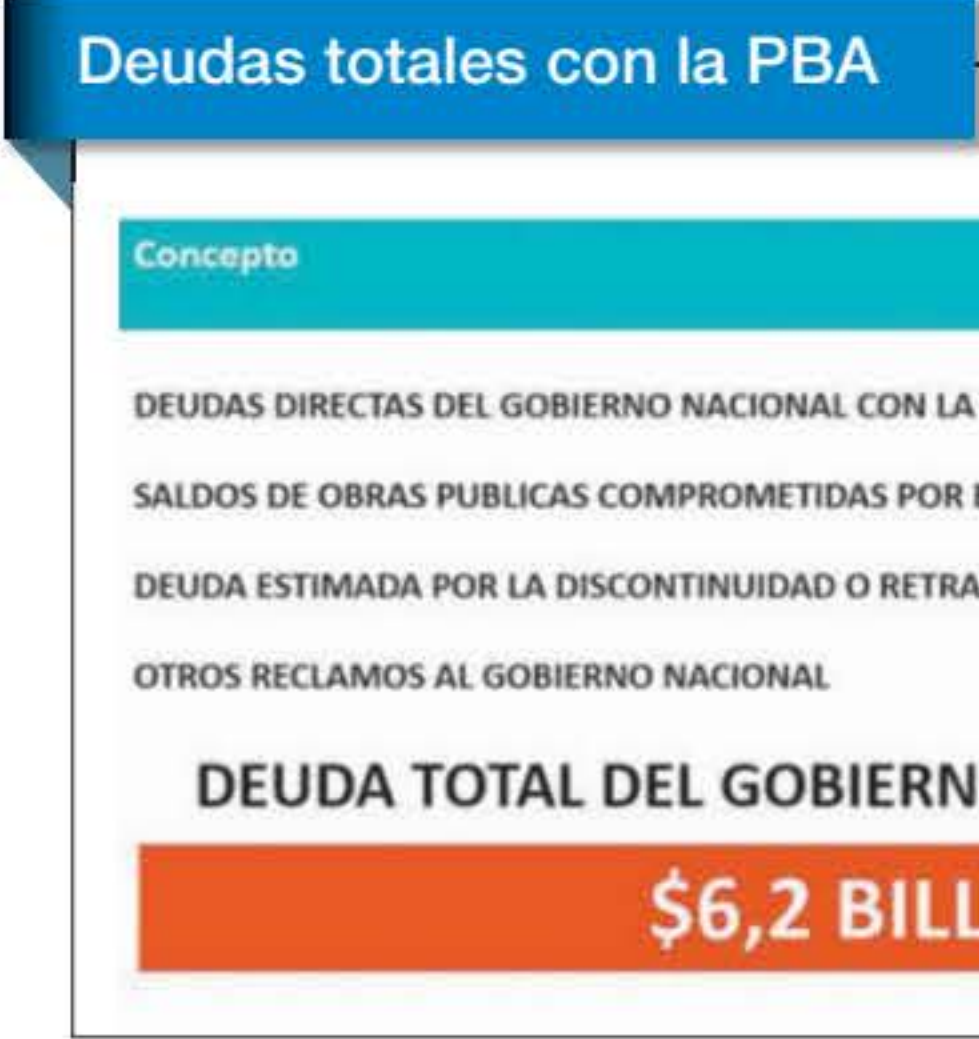 Deudas totales con la PBA
Concepto
DEUDAS DIRECTAS DEL GOBIERNO NACIONAL CON LA
SALDOS DE OBRAS PUBLICAS COMPROMETIDAS POR
DEUDA ESTIMADA POR LA DISCONTINUIDAD O RETRA
OTROS RECLAMOS AL GOBIERNO NACIONAL
DEUDA TOTAL DEL GOBIERN
$6,2 BILL